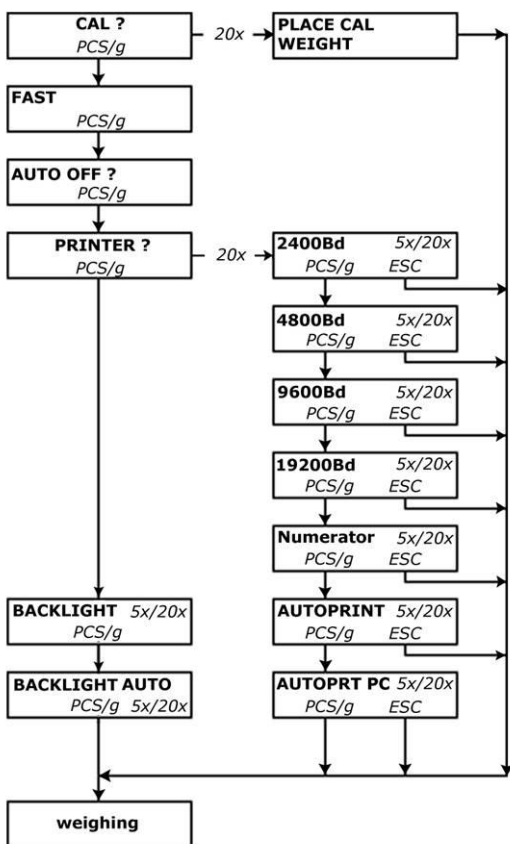 CAL ?
PCS/g
20x
PLACE CAL
WEIGHT
FAST
PCS/g
AUTO OFF ?
PCS/g
PRINTER ?
PCS/g
20x
2400Bd 5x/20x
PCS/g ESC
4800Bd 5x/20x
PCS/g ESC
9600Bd 5x/20x
PCS/g ESC
19200Bd 5x/20x
PCS/g ESC
Numerator 5x/20x
PCS/g ESC
BACKLIGHT 5x/20x
PCS/g
AUTOPRINT 5x/20x
PCS/g ESC
BACKLIGHT AUTO
PCS/g 5x/20x
AUTOPRT PC 5x/20x
PCS/g ESC
weighing